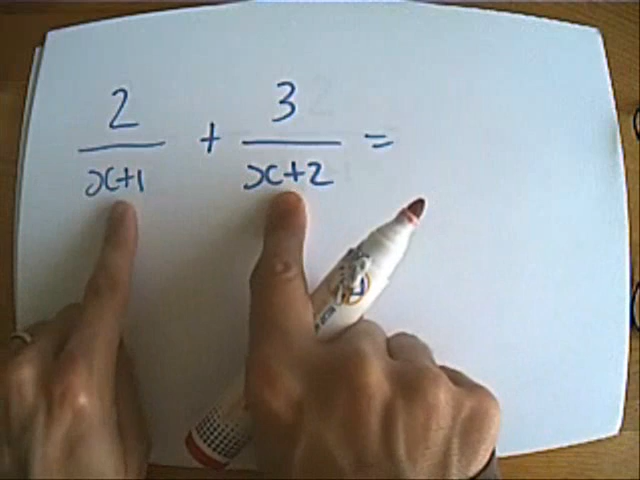 2/(x+1) + 3/(x+2) =